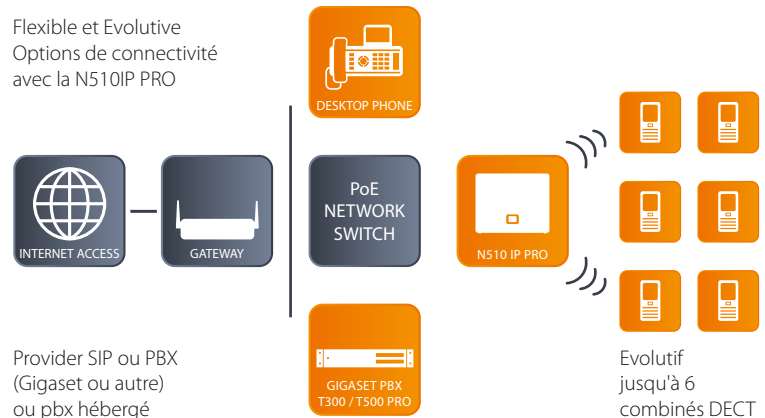 Flexible et Evolutive
Options de connectivité
avec la N510IP PRO
DESKTOP PHONE
INTERNET ACCESS
GATEWAY
PoE
NETWORK
SWITCH
N510 IP PRO
GIGASET PBX
T300 / T500 PRO
Provider SIP ou PBX
(Gigaset ou autre)
ou pbx hébergé
Evolutif
jusqu'à 6
combinés DECT